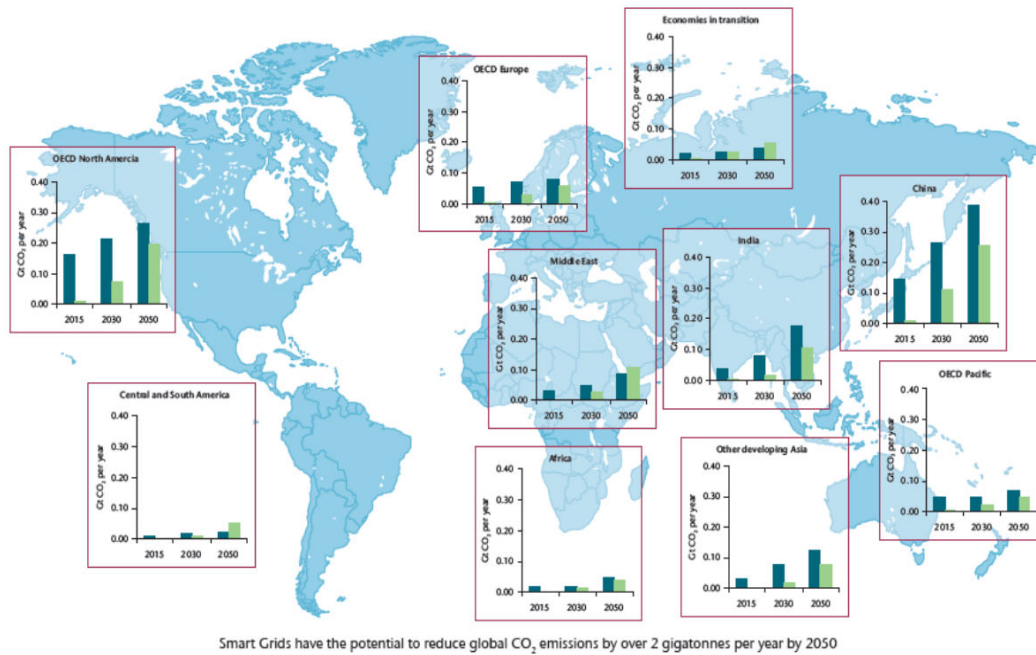 Economies in transition
0.40
0.30
0.20
0.10
0.00
Gt CO₂ per year
2015 2030 2050
OECD Europe
0.40
0.30
0.20
0.10
0.00
Gt CO₂ per year
2015 2030 2050
OECD North Amercia
0.40
0.30
0.20
0.10
0.00
Gt CO₂ per year
2015 2030 2050
China
0.40
0.30
0.20
0.10
0.00
Gt CO₂ per year
2015 2030 2050
India
0.40
0.30
0.20
0.10
0.00
Gt CO₂ per year
2015 2030 2050
Middle East
0.40
0.30
0.20
0.10
0.00
Gt CO₂ per year
2015 2030 2050
OECD Pacific
0.40
0.30
0.20
0.10
0.00
Gt CO₂ per year
2015 2030 2050
Central and South America
0.40
0.30
0.20
0.10
0.00
Gt CO₂ per year
2015 2030 2050
Africa
0.40
0.30
0.20
0.10
0.00
Gt CO₂ per year
2015 2030 2050
Other developing Asia
0.40
0.30
0.20
0.10
0.00
Gt CO₂ per year
2015 2030 2050
Smart Grids have the potential to reduce global CO₂ emissions by over 2 gigatonnes per year by 2050